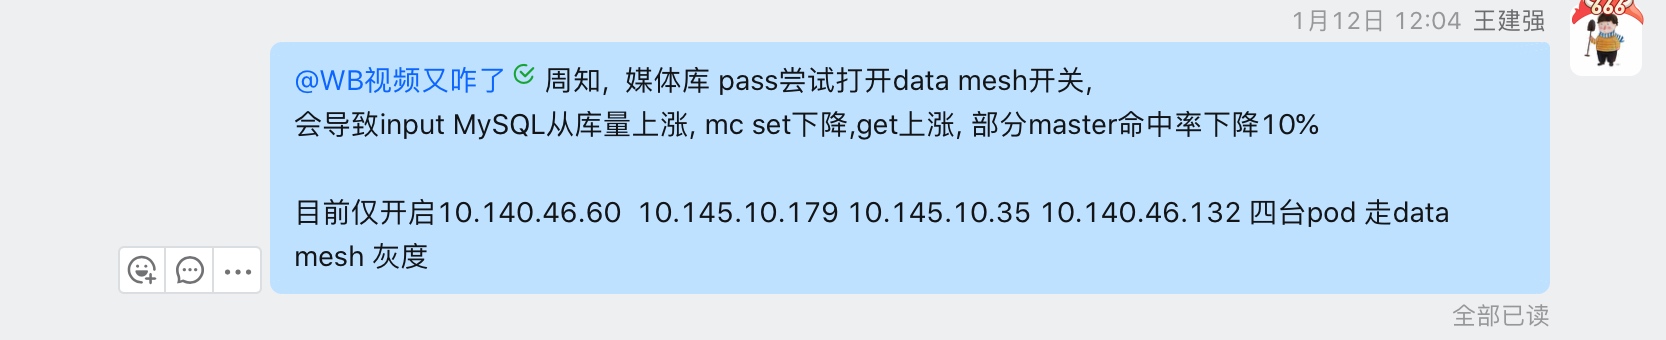 1月12日 12:04 王建强
666
@WB视频又咋了 周知, 媒体库 pass尝试打开data mesh开关,
会导致input MySQL从库量上涨, mc set下降,get上涨, 部分master命中率下降10%
目前仅开启10.140.46.60  10.145.10.179 10.145.10.35 10.140.46.132 四台pod 走data
mesh 灰度
全部已读